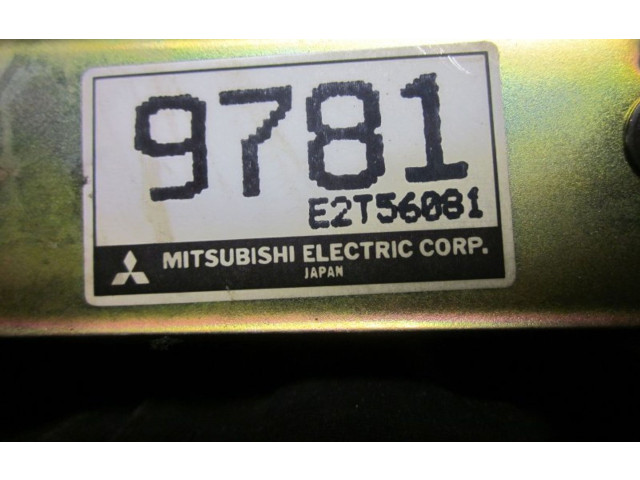 9781
E2T56081
MITSUBISHI ELECTRIC CORP.
JAPAN